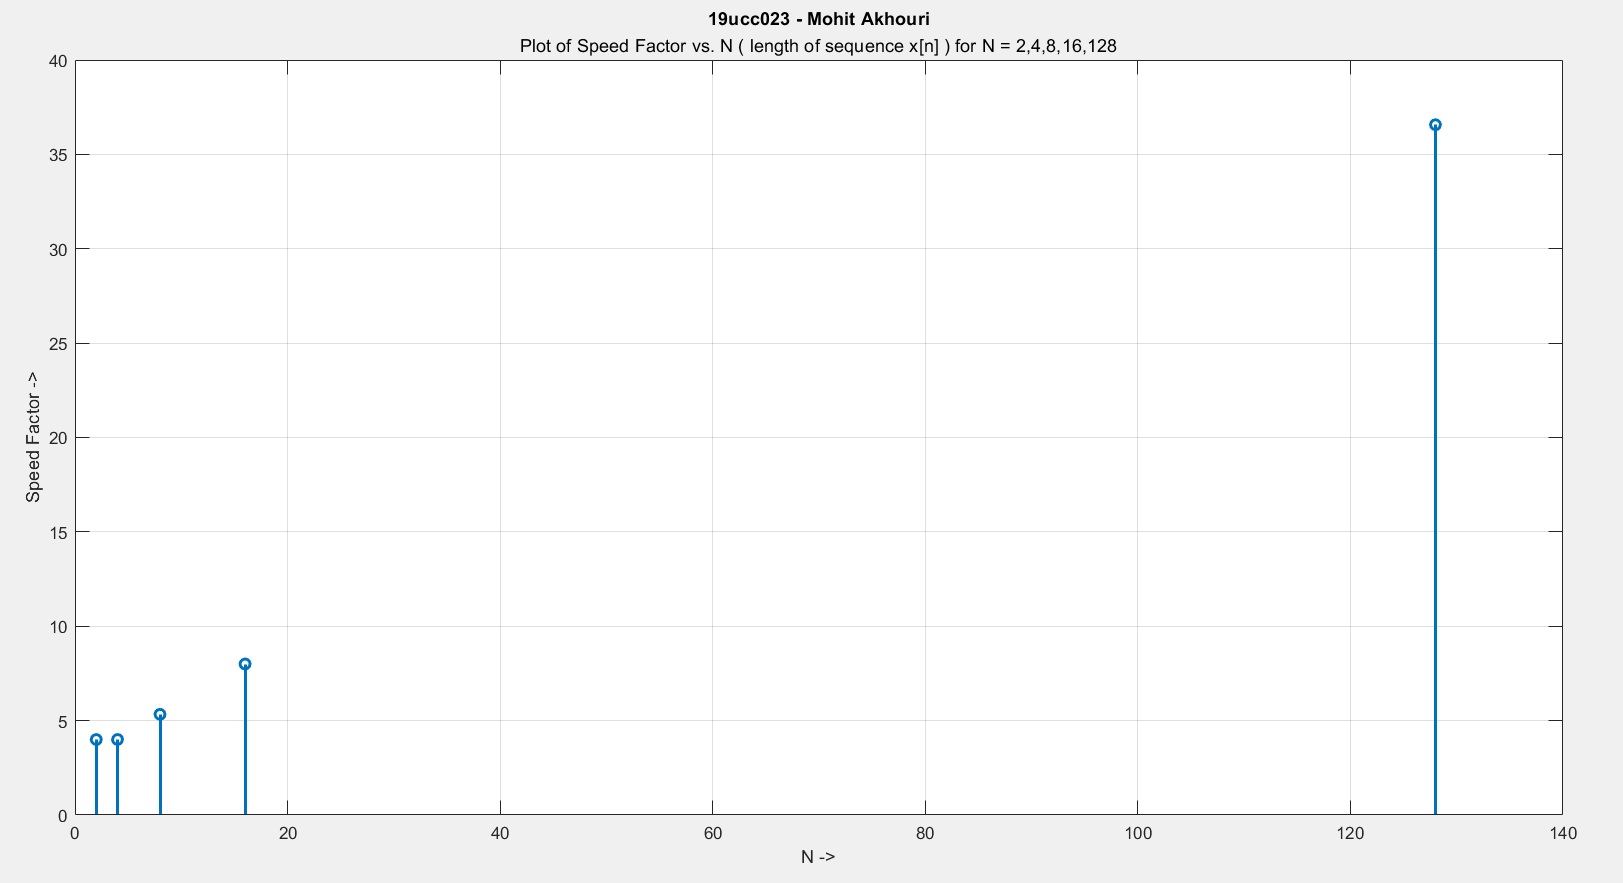 19ucc023 - Mohit Akhouri
Plot of Speed Factor vs. N ( length of sequence x[n] ) for N = 2,4,8,16,128
40
35
30
25
20
15
10
5
0
Speed Factor ->
0 20 40 60 80 100 120 140
N ->